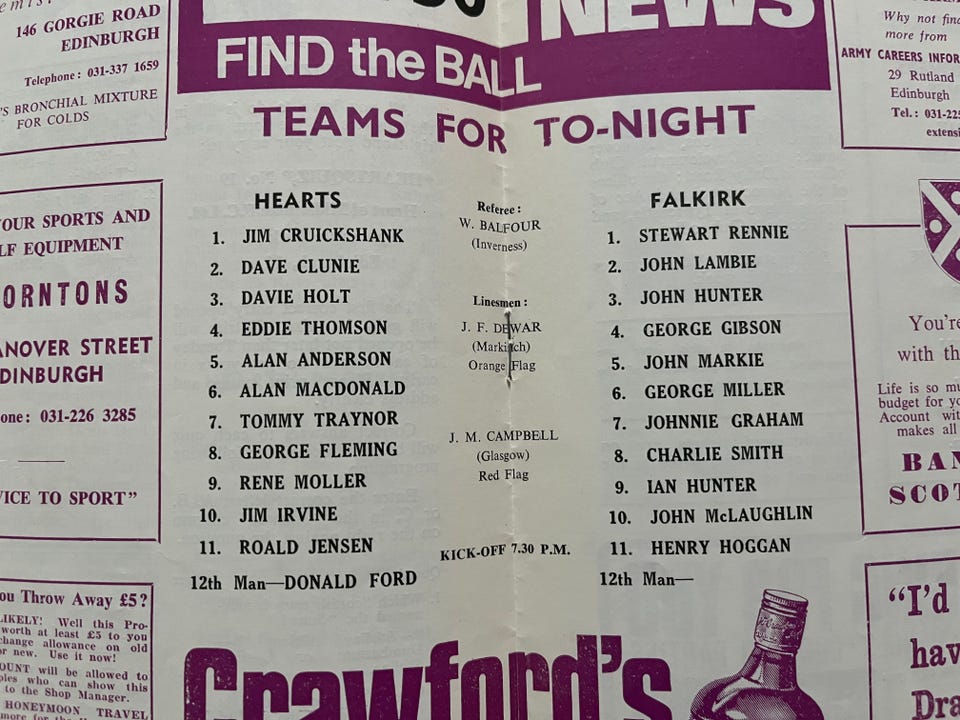 146 GORGIE ROAD
EDINBURGH
Telephone: 031-337 1659
'S BRONCHIAL MIXTURE
FOR COLDS
OUR SPORTS AND
LF EQUIPMENT
ORNTONS
ANOVER STREET
DINBURGH
one: 031-226 3285
ICE TO SPORT"
ou Throw Away £5?
LIKELY! Well this Pro-
worth at least £5 to you
change allowance on old
or new. Use it now!
OUNT will be allowed to
ples who can show this
to the Shop Manager.
HONEYMOON TRAVEL
NEWS
FIND the BALL
TEAMS FOR TO-NIGHT
HEARTS
1. JIM CRUICKSHANK
2. DAVE CLUNIE
3. DAVIE HOLT
4. EDDIE THOMSON
5. ALAN ANDERSON
6. ALAN MACDONALD
7. TOMMY TRAYNOR
8. GEORGE FLEMING
9. RENE MOLLER
10. JIM IRVINE
11. ROALD JENSEN
12th Man—DONALD FORD
Referee:
W. BALFOUR
(Inverness)
Linesmen:
J. F. DEWAR
(Markinch)
Orange Flag
J. M. CAMPBELL
(Glasgow)
Red Flag
KICK-OFF 7.30 P.M.
FALKIRK
1. STEWART RENNIE
2. JOHN LAMBIE
3. JOHN HUNTER
4. GEORGE GIBSON
5. JOHN MARKIE
6. GEORGE MILLER
7. JOHNNIE GRAHAM
8. CHARLIE SMITH
9. IAN HUNTER
10. JOHN McLAUGHLIN
11. HENRY HOGGAN
12th Man—
Crawford's
Why not fin
more from
ARMY CAREERS INFOR
29 Rutland
Edinburgh
Tel.: 031-22
extensi
You're
with th
Life is so mu
budget for yo
Account with
makes all
BAN
SCOT
"I'd
hav
Dra